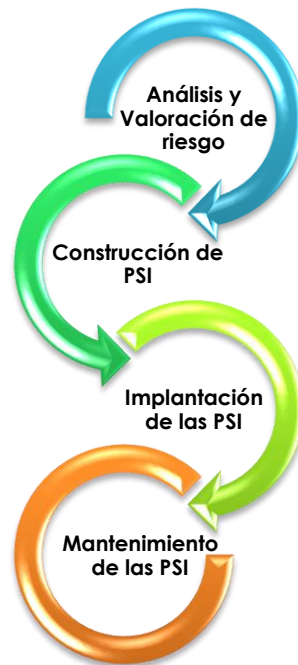 Análisis y
Valoración de
riesgo
Construcción de
PSI
Implantación
de las PSI
Mantenimiento
de las PSI